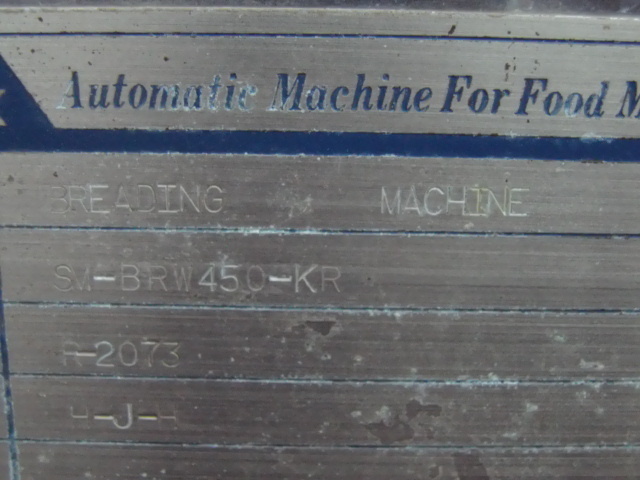 Automatic Machine For Food M
BREADING MACHINE
SM-BRW450-KR
R-2073
H-J-H